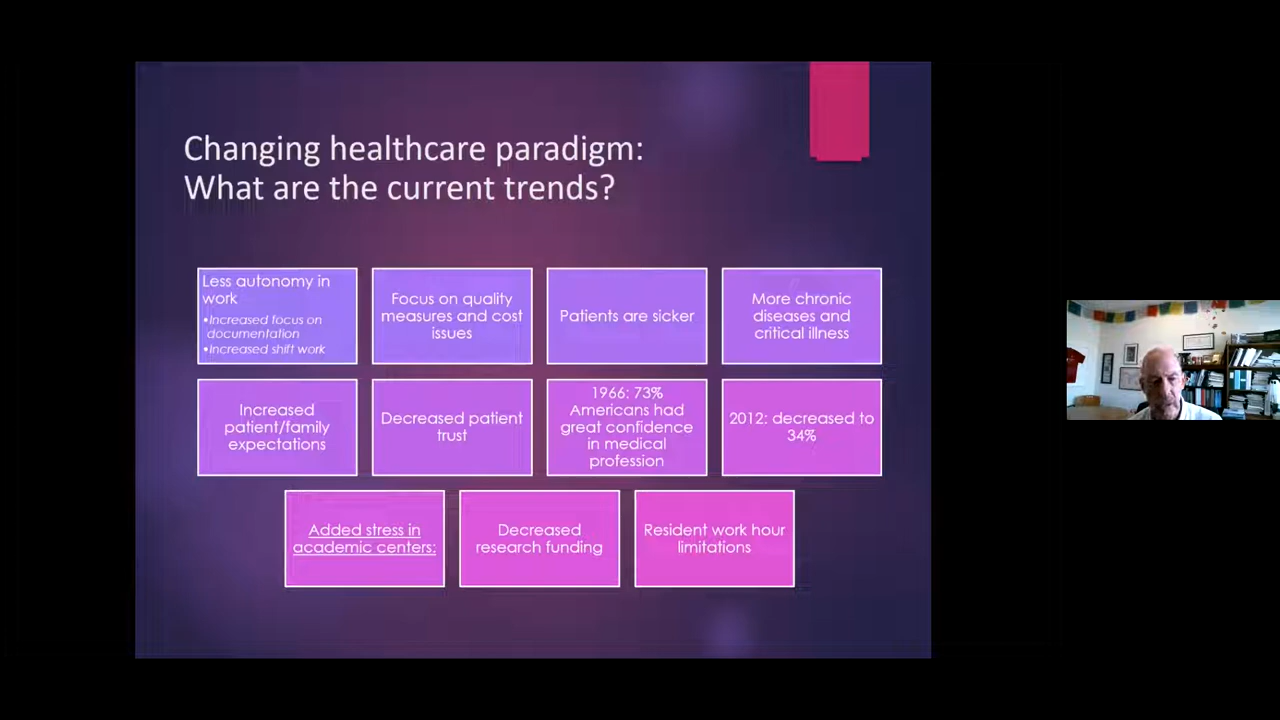 Changing healthcare paradigm:
What are the current trends?
Less autonomy in
work
•Increased focus on
documentation
•Increased shift work
Focus on quality
measures and cost
issues
Patients are sicker
More chronic
diseases and
critical illness
Increased
patient/family
expectations
Decreased patient
trust
1966: 73%
Americans had
great confidence
in medical
profession
2012: decreased to
34%
Added stress in
academic centers:
Decreased
research funding
Resident work hour
limitations